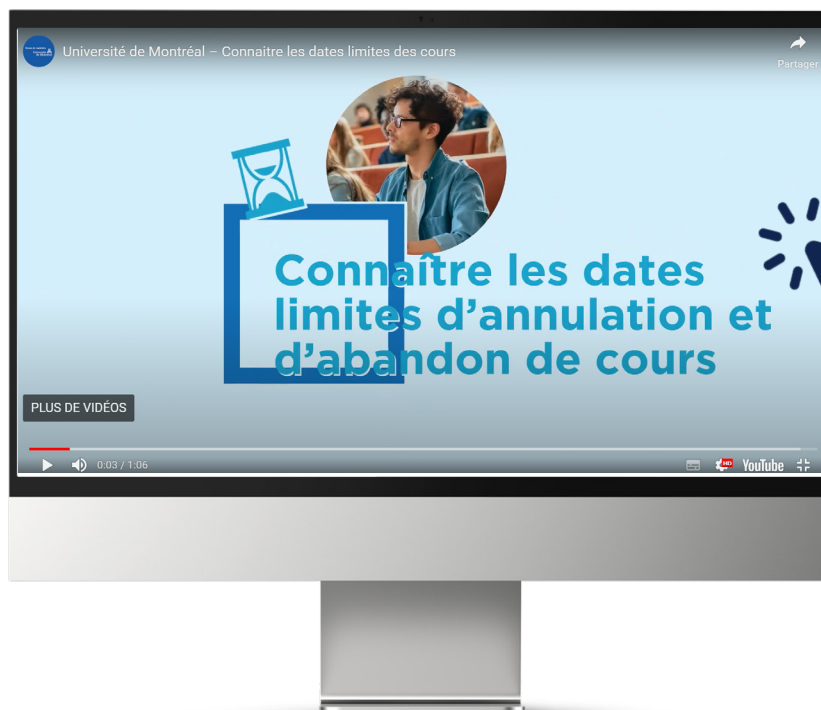 Université de Montréal – Connaitre les dates limites des cours
Partager
Connaître les dates
limites d'annulation et
d'abandon de cours
PLUS DE VIDÉOS
0:03 / 1:06
HD
YouTube